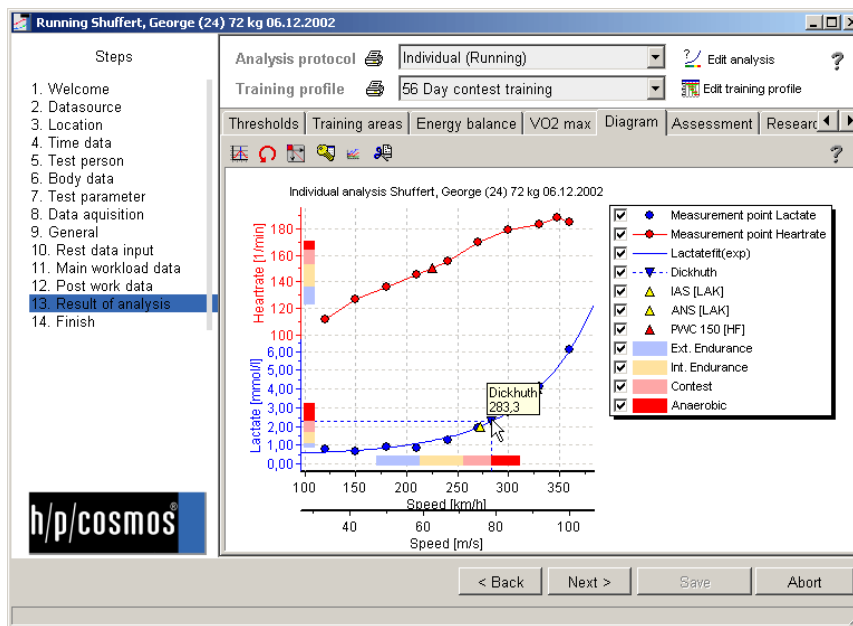 Running Shuffert, George (24) 72 kg 06.12.2002
Steps
1. Welcome
2. Datasource
3. Location
4. Time data
5. Test person
6. Body data
7. Test parameter
8. Data aquisition
9. General
10. Rest data input
11. Main workload data
12. Post work data
13. Result of analysis
14. Finish
h/p/cosmos®
Analysis protocol
Individual (Running)
Edit analysis
?
Training profile
56 Day contest training
Edit training profile
Thresholds
Training areas
Energy balance
VO2 max
Diagram
Assessment
Researc
?
Individual analysis Shuffert, George (24) 72 kg 06.12.2002
Heartrate [1/min]
180
160
140
120
100
Lactate [mmol/l]
6,00
5,00
4,00
3,00
2,00
1,00
0,00
Dickhuth
283,3
100 150 200 250 300 350
Speed [km/h]
40 60 80 100
Speed [m/s]
Measurement point Lactate
Measurement point Heartrate
Lactatefit(exp)
Dickhuth
IAS [LAK]
ANS [LAK]
PWC 150 [HF]
Ext. Endurance
Int. Endurance
Contest
Anaerobic
< Back
Next >
Save
Abort